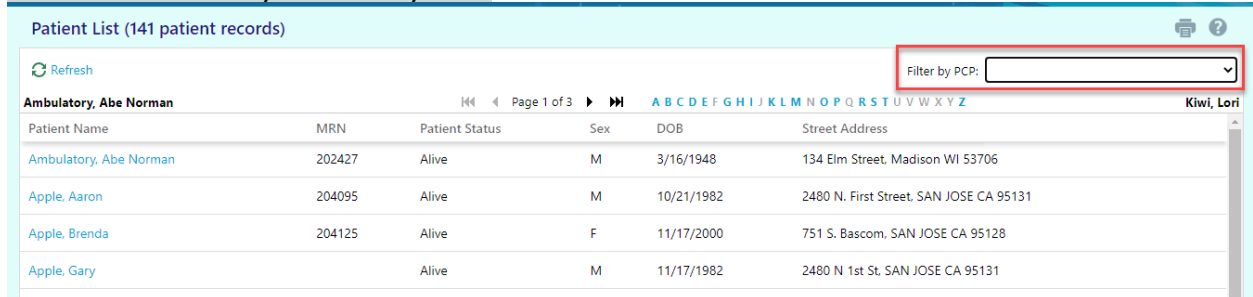 Patient List (141 patient records)
Refresh
Filter by PCP:
Ambulatory, Abe Norman Page 1 of 3 A B C D E F G H I J K L M N O P Q R S T U V W X Y Z Kiwi, Lori
Patient Name MRN Patient Status Sex DOB Street Address
Ambulatory, Abe Norman 202427 Alive M 3/16/1948 134 Elm Street, Madison WI 53706
Apple, Aaron 204095 Alive M 10/21/1982 2480 N. First Street, SAN JOSE CA 95131
Apple, Brenda 204125 Alive F 11/17/2000 751 S. Bascom, SAN JOSE CA 95128
Apple, Gary Alive M 11/17/1982 2480 N 1st St, SAN JOSE CA 95131